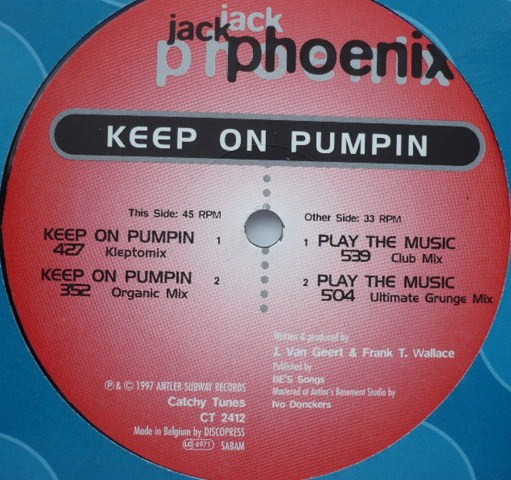 jack
jack
phoenix
phoenix
KEEP ON PUMPIN
This Side: 45 RPM
KEEP ON PUMPIN 1
427 Kleptomix
KEEP ON PUMPIN 2
352 Organic Mix
Other Side: 33 RPM
1 PLAY THE MUSIC
539 Club Mix
2 PLAY THE MUSIC
504 Ultimate Grunge Mix
Written & produced by
J. Van Geert & Frank T. Wallace
Published by
BE'S Songs
Mastered at Antler's Basement Studio by
Ivo Donckers
℗ & © 1997 ANTLER-SUBWAY RECORDS
Catchy Tunes
CT 2412
Made in Belgium by DISCOPRESS
LC 6971 SABAM